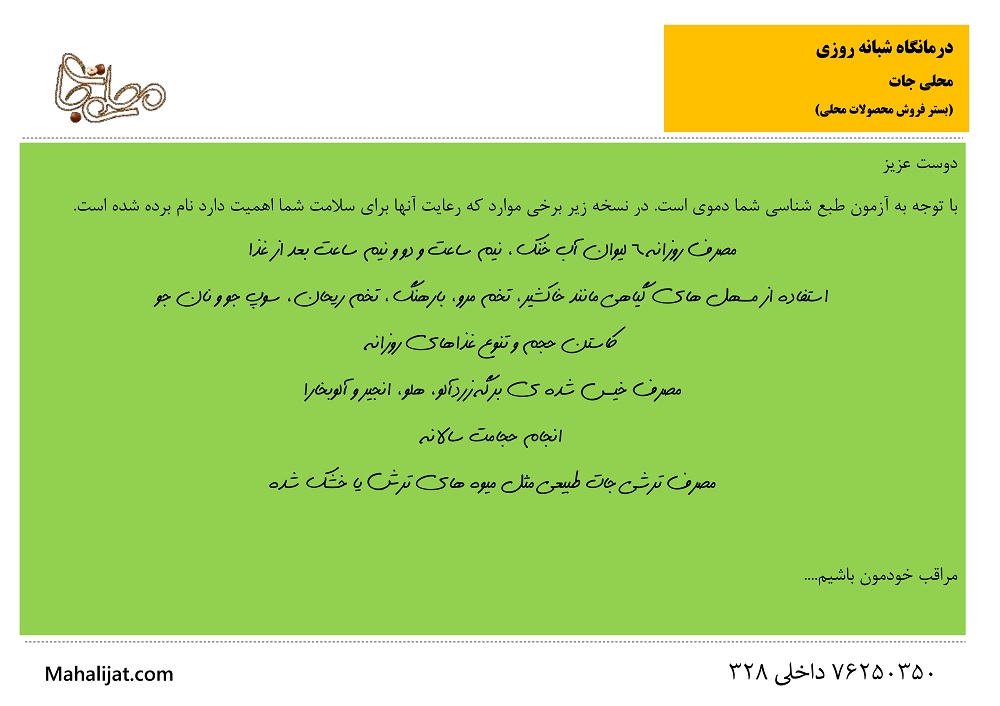 درمانگاه شبانه روزی
محلی جات
(بستر فروش محصولات محلی)
محلیجات
دوست عزیز
با توجه به آزمون طبع شناسی شما دموی است. در نسخه زیر برخی موارد که رعایت آنها برای سلامت شما اهمیت دارد نام برده شده است.
مصرف روزانه ۶ لیوان آب خنک، نیم ساعت و دو و نیم ساعت بعد از غذا
استفاده از مسهل های گیاهی مانند خاکشیر، تخم مرو، بارهنگ، تخم ریحان، سوپ جو و نان جو
کاستن حجم و تنوع غذاهای روزانه
مصرف خیس شده ی برگه زردآلو، هلو، انجیر و آلوبخارا
انجام حجامت سالانه
مصرف ترشی جات طبیعی مثل میوه های ترش یا خشک شده
مراقب خودمون باشیم....
۷۶۲۵۰۳۵۰ داخلی ۳۲۸
Mahalijat.com